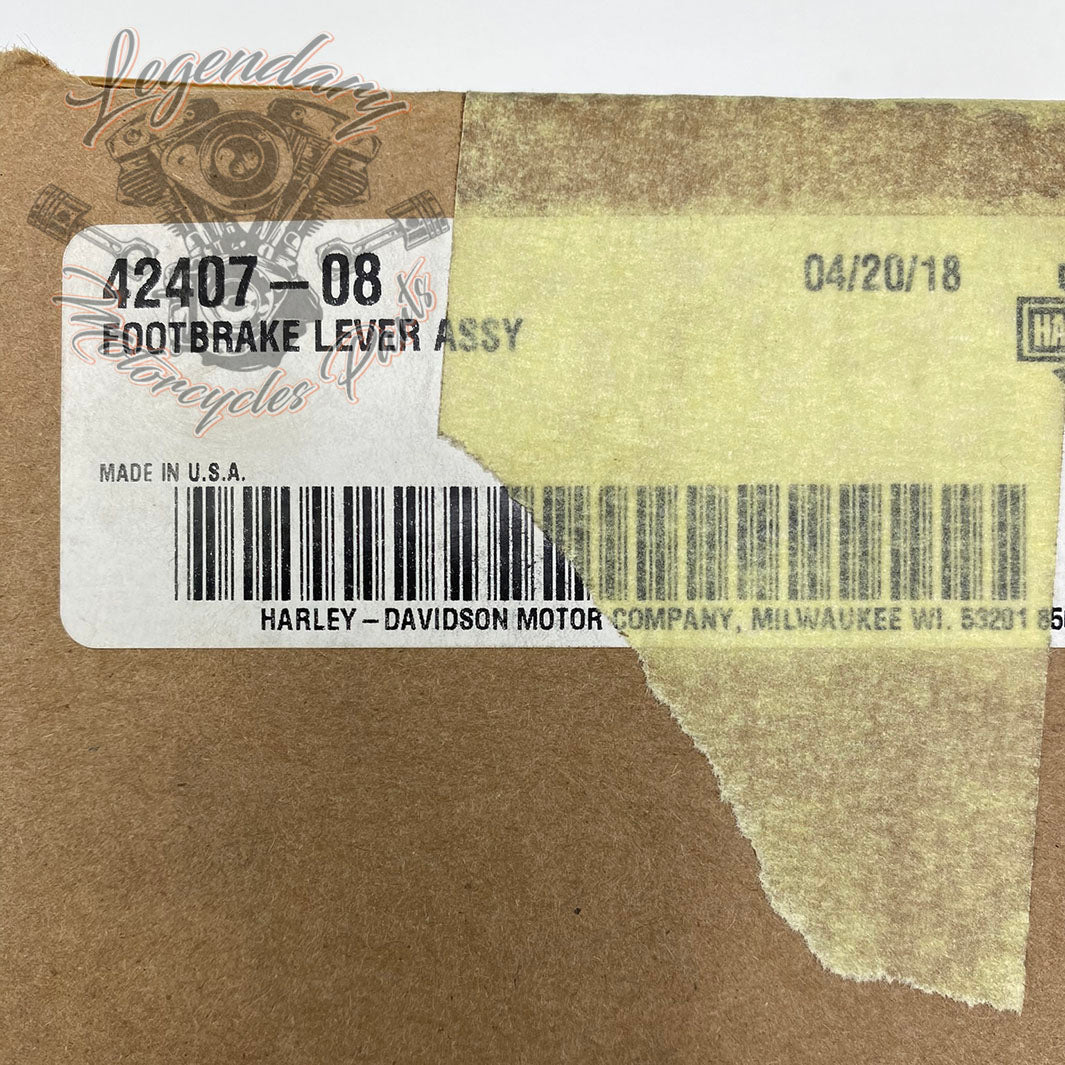 Legendary
Motorcycles Parts
42407-08
04/20/18
FOOTBRAKE LEVER ASSY
MADE IN U.S.A.
HARLEY-DAVIDSON MOTOR COMPANY, MILWAUKEE WI. 53201